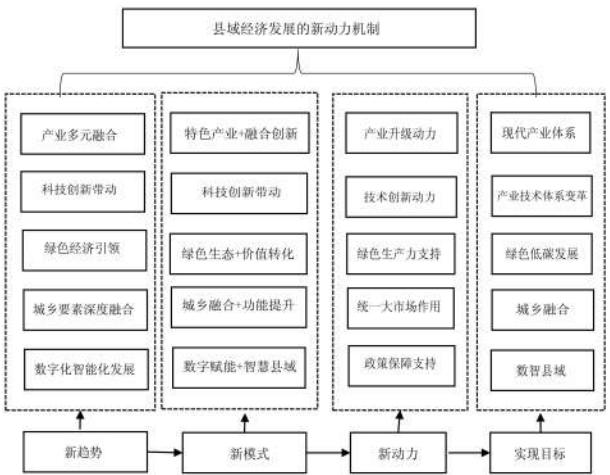 县域经济发展的新动力机制
产业多元融合
科技创新带动
绿色经济引领
城乡要素深度融合
数字化智能化发展
特色产业+融合创新
科技创新带动
绿色生态+价值转化
城乡融合+功能提升
数字赋能+智慧县域
产业升级动力
技术创新动力
绿色生产力支持
统一大市场作用
政策保障支持
现代产业体系
产业技术体系变革
绿色低碳发展
城乡融合
数智县域
新趋势
新模式
新动力
实现目标